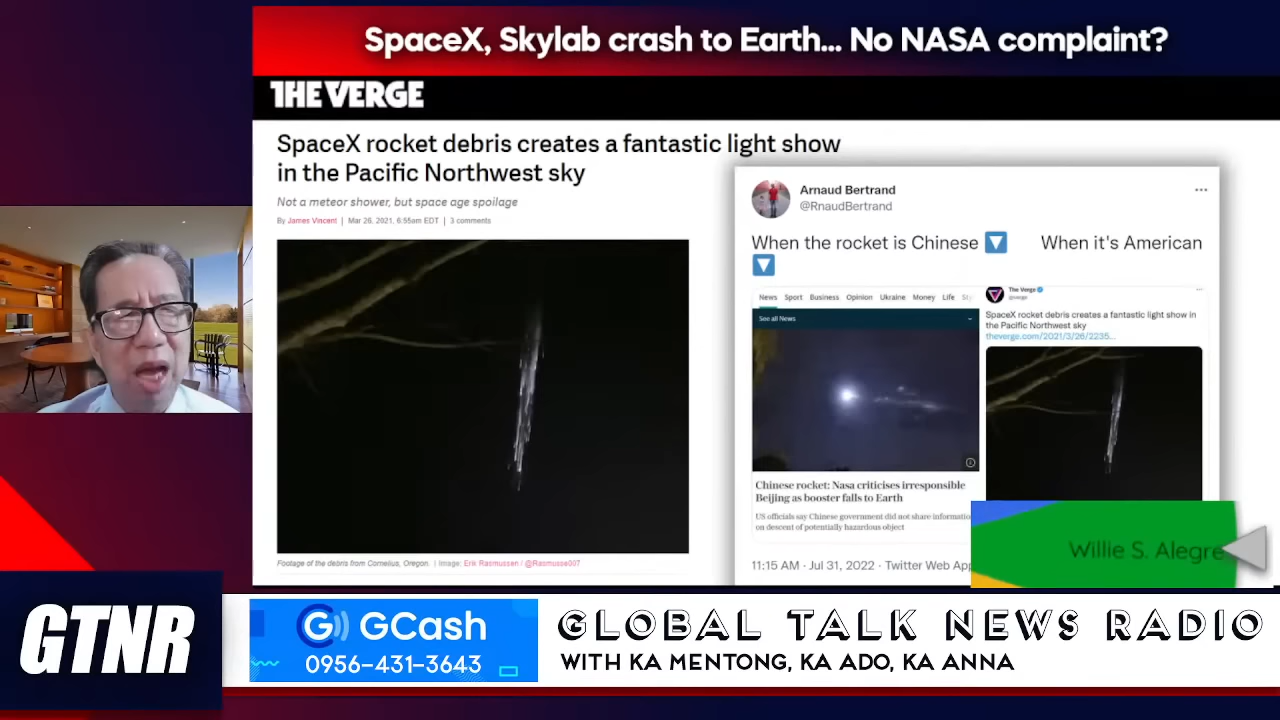 SpaceX, Skylab crash to Earth... No NASA complaint?
THE VERGE
SpaceX rocket debris creates a fantastic light show
in the Pacific Northwest sky
Not a meteor shower, but space age spoilage
By James Vincent | Mar 26, 2021, 6:55am EDT | 3 comments
Footage of the debris from Cornelius, Oregon. | Image: Erik Rasmussen / @Rasmusse007
Arnaud Bertrand
@RnaudBertrand
When the rocket is Chinese 🔽 When it's American
🔽
News Sport Business Opinion Ukraine Money Life Sty
See all News
Chinese rocket: Nasa criticises irresponsible
Beijing as booster falls to Earth
US officials say Chinese government did not share informatio
on descent of potentially hazardous object
The Verge
@verge
SpaceX rocket debris creates a fantastic light show in
the Pacific Northwest sky
theverge.com/2021/3/26/2235...
11:15 AM · Jul 31, 2022 · Twitter Web App
Willie S. Alegre
GTNR
G GCash
0956-431-3643
GLOBAL TALK NEWS RADIO
WITH KA MENTONG, KA ADO, KA ANNA